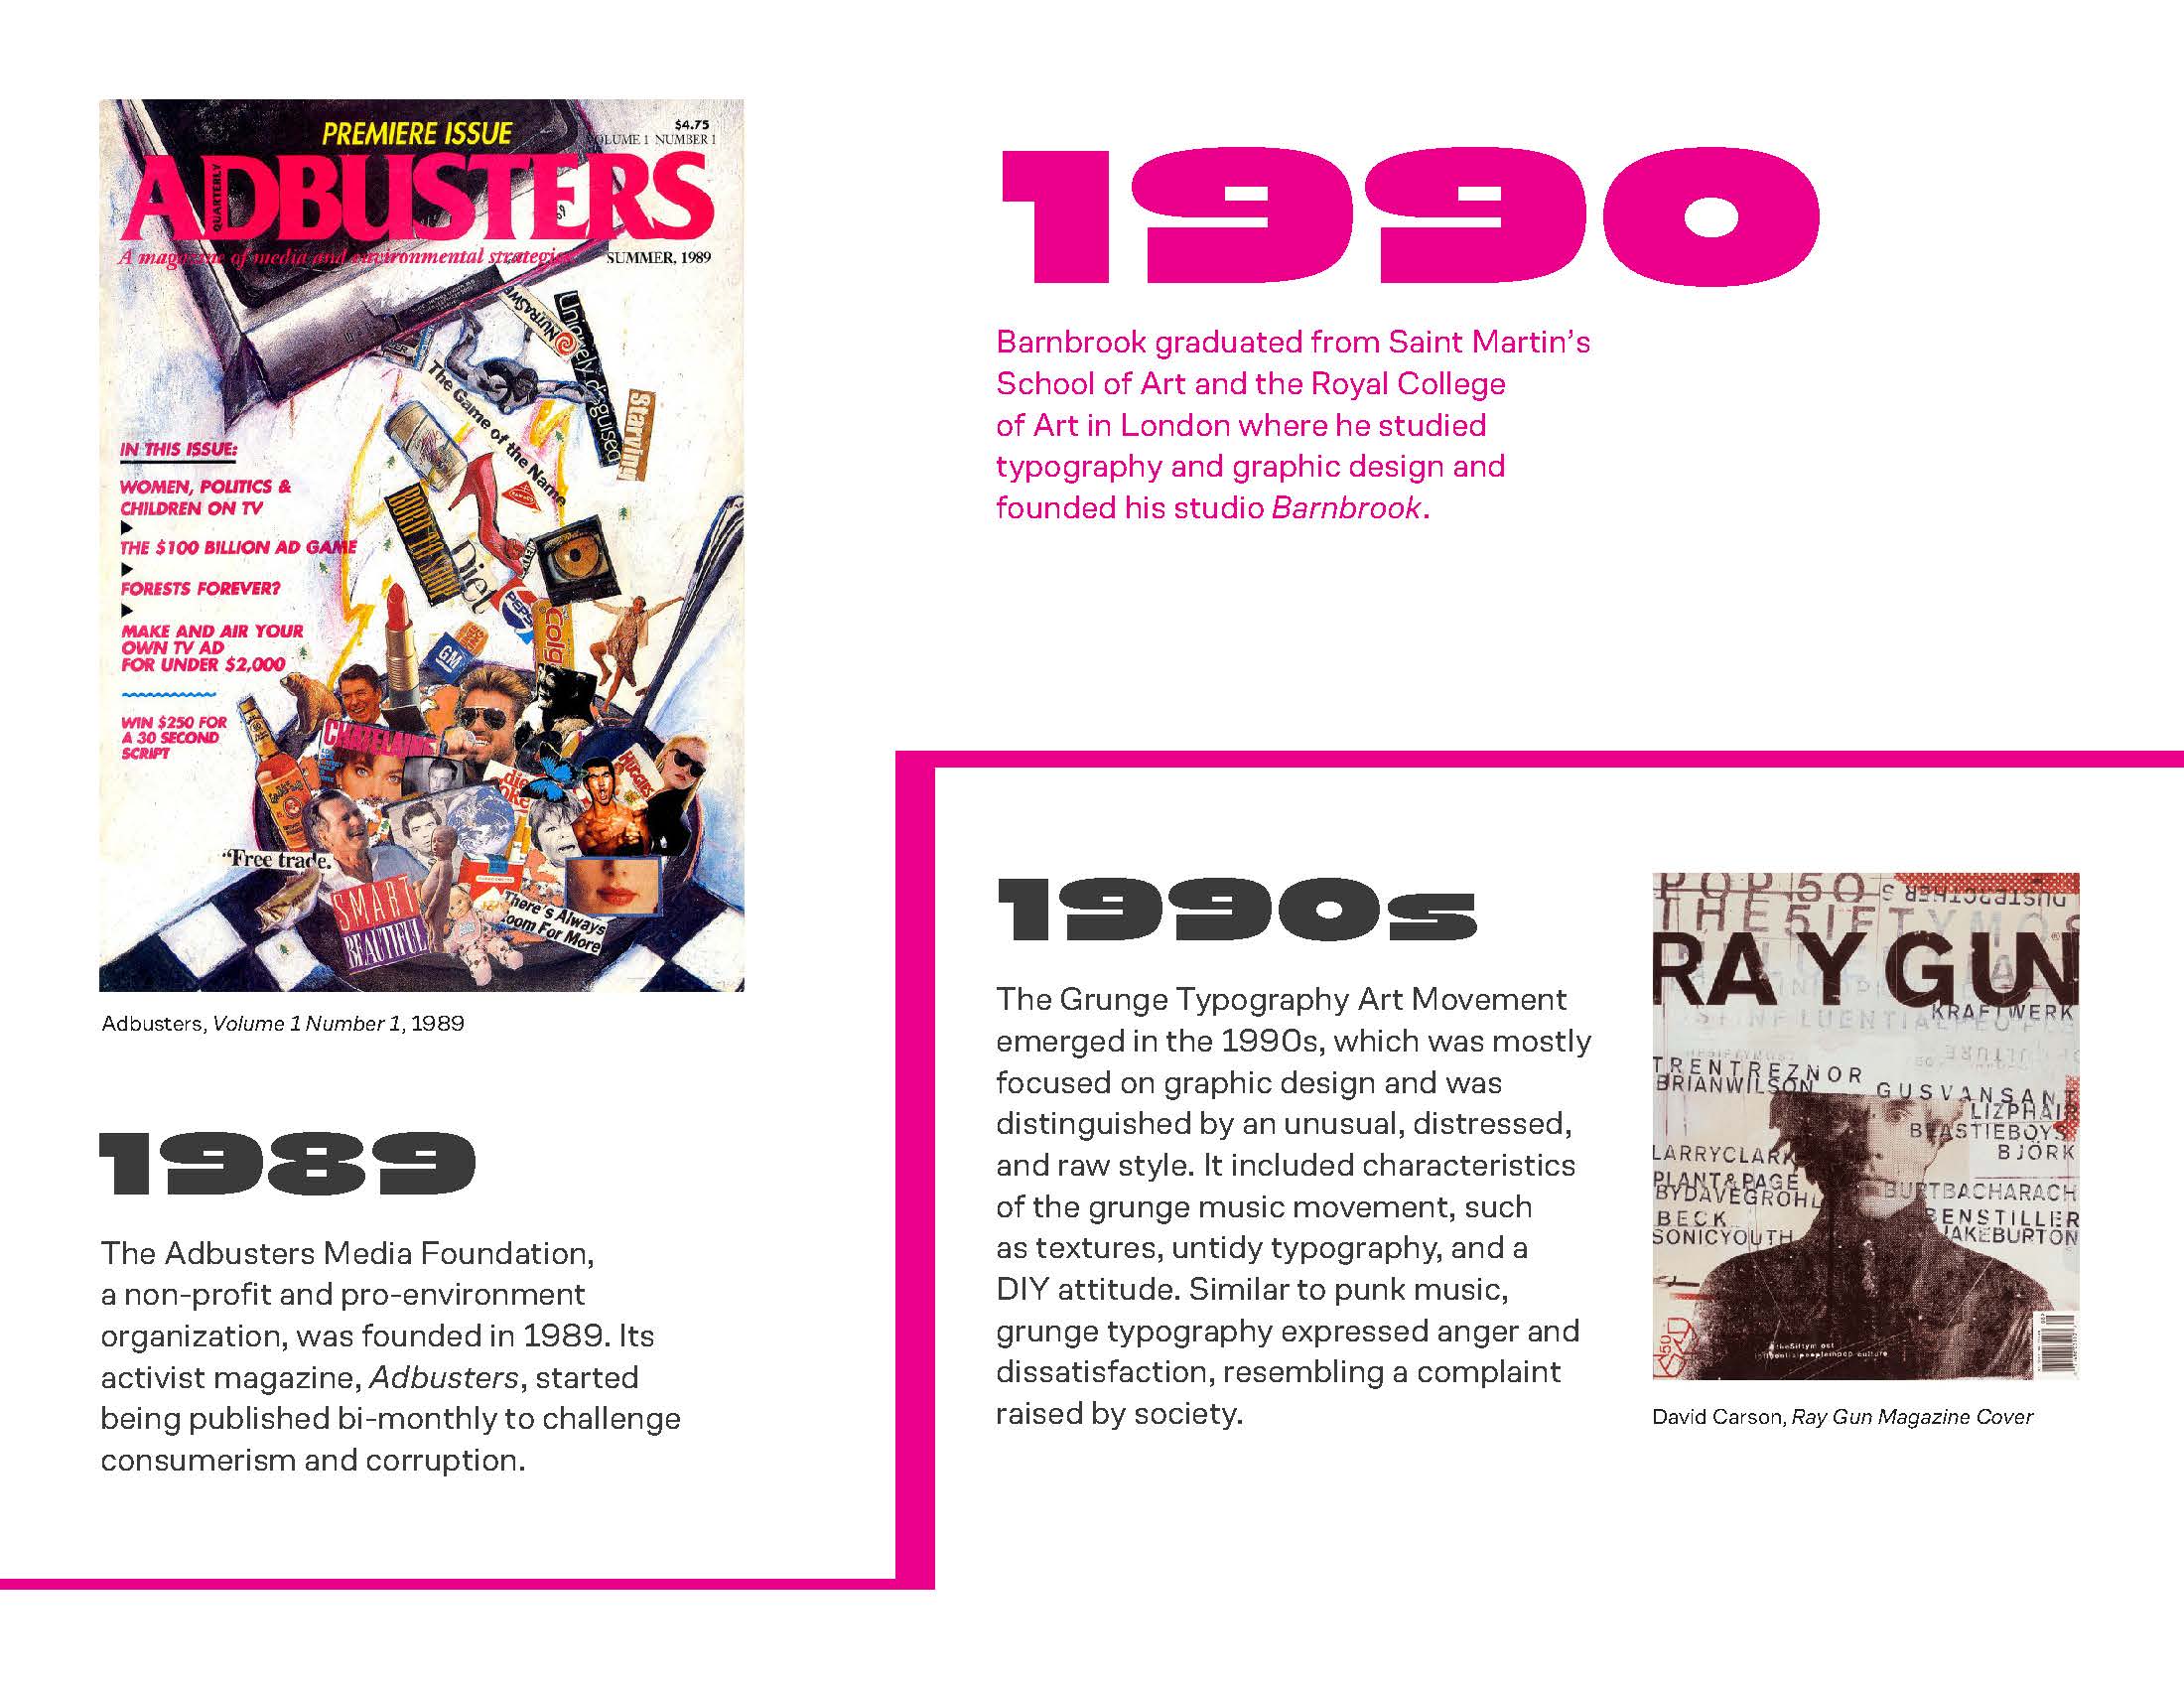 PREMIERE ISSUE
$4.75
VOLUME 1 NUMBER 1
ADBUSTERS
QUARTERLY
A magazine of media and environmental strategies
SUMMER, 1989
NUTRASWE
Uniquely disguised
The Game of the Name
Starving
IN THIS ISSUE:
WOMEN, POLITICS &
CHILDREN ON TV
THE $100 BILLION AD GAME
FORESTS FOREVER?
MAKE AND AIR YOUR
OWN TV AD
FOR UNDER $2,000
WIN $250 FOR
A 30 SECOND
SCRIPT
Diet
PEPS
Colg
GM
CHATELAINE
HUGGIES
"Free trade.
SMART
BEAUTIFUL
There's Always
oom For More
Adbusters, Volume 1 Number 1, 1989
1989
The Adbusters Media Foundation,
a non-profit and pro-environment
organization, was founded in 1989. Its
activist magazine, Adbusters, started
being published bi-monthly to challenge
consumerism and corruption.
1990
Barnbrook graduated from Saint Martin's
School of Art and the Royal College
of Art in London where he studied
typography and graphic design and
founded his studio Barnbrook.
1990s
The Grunge Typography Art Movement
emerged in the 1990s, which was mostly
focused on graphic design and was
distinguished by an unusual, distressed,
and raw style. It included characteristics
of the grunge music movement, such
as textures, untidy typography, and a
DIY attitude. Similar to punk music,
grunge typography expressed anger and
dissatisfaction, resembling a complaint
raised by society.
POP 50
THE 5IFTYMOS
RAYGUN
KRAFTWERK
TRENTREZNOR
BRIANWILSON
GUSVANSANT
LIZPHAIR
BEASTIEBOYS
BJÖRK
LARRYCLARK
PLANT&PAGE
BYDAVEGROHL
BURTBACHARACH
BECK
SONICYOUTH
BENSTILLER
JAKEBURTON
David Carson, Ray Gun Magazine Cover